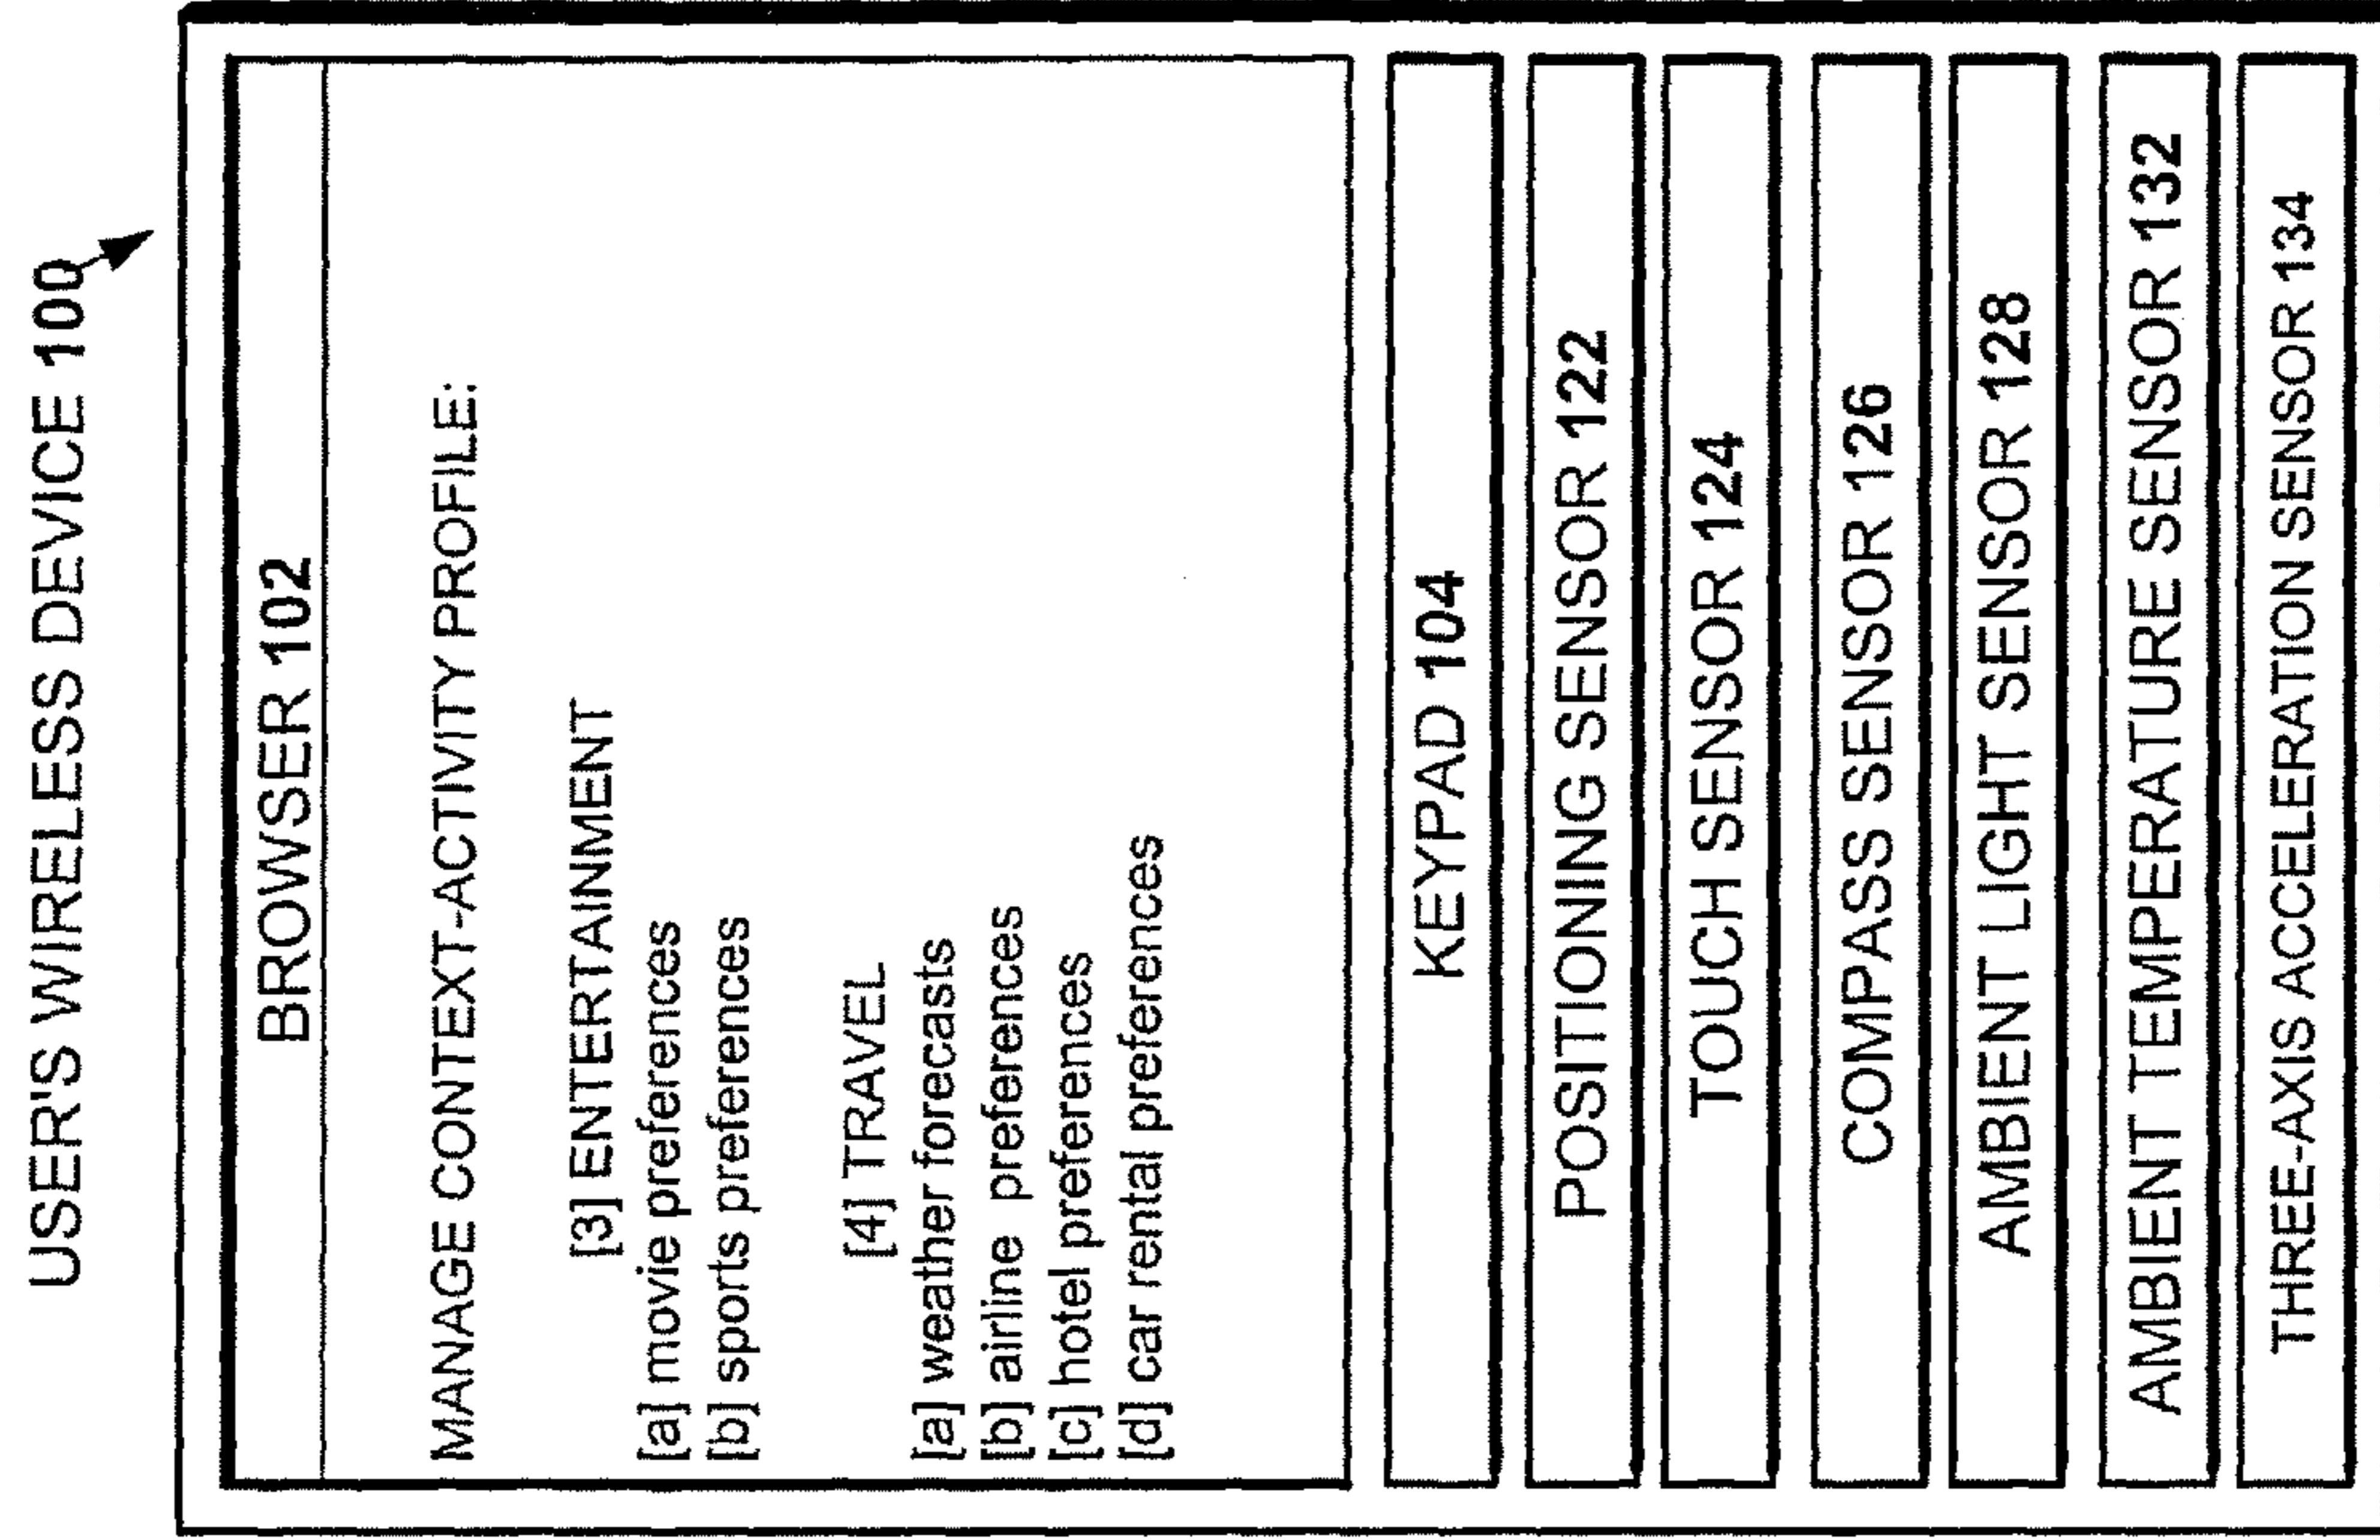 USER'S WIRELESS DEVICE 100
BROWSER 102
MANAGE CONTEXT-ACTIVITY PROFILE:
[3] ENTERTAINMENT
[a] movie preferences
[b] sports preferences
[4] TRAVEL
[a] weather forecasts
[b] airline preferences
[c] hotel preferences
[d] car rental preferences
KEYPAD 104
POSITIONING SENSOR 122
TOUCH SENSOR 124
COMPASS SENSOR 126
AMBIENT LIGHT SENSOR 128
AMBIENT TEMPERATURE SENSOR 132
THREE-AXIS ACCELERATION SENSOR 134